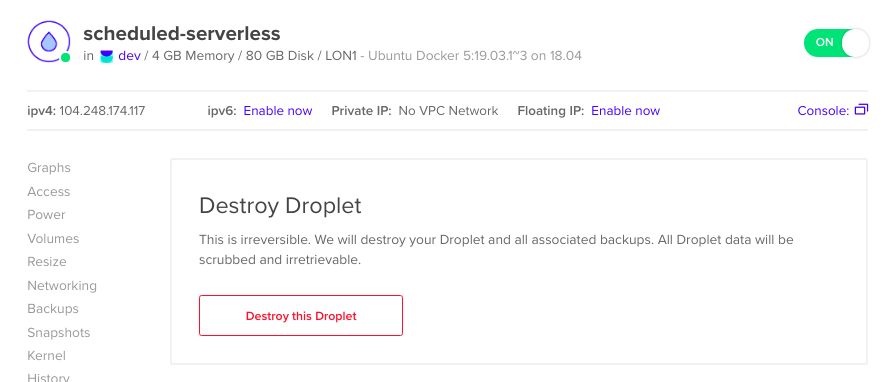 scheduled-serverless
in dev / 4 GB Memory / 80 GB Disk / LON1 - Ubuntu Docker 5:19.03.1~3 on 18.04
ON
ipv4: 104.248.174.117 ipv6: Enable now Private IP: No VPC Network Floating IP: Enable now Console:
Graphs
Access
Power
Volumes
Resize
Networking
Backups
Snapshots
Kernel
History
Destroy Droplet
This is irreversible. We will destroy your Droplet and all associated backups. All Droplet data will be
scrubbed and irretrievable.
Destroy this Droplet